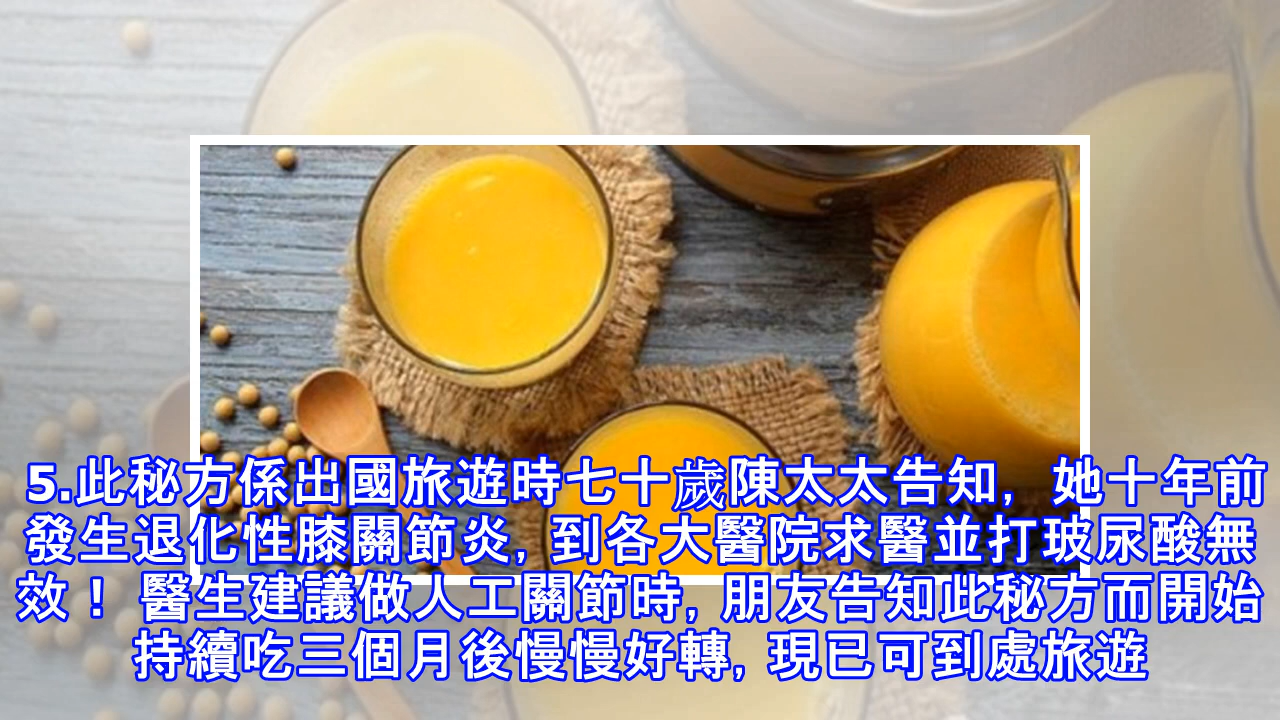 5.此秘方係出國旅遊時七十歲陳太太告知, 她十年前
發生退化性膝關節炎, 到各大醫院求醫並打玻尿酸無
效！ 醫生建議做人工關節時, 朋友告知此秘方而開始
持續吃三個月後慢慢好轉, 現已可到處旅遊